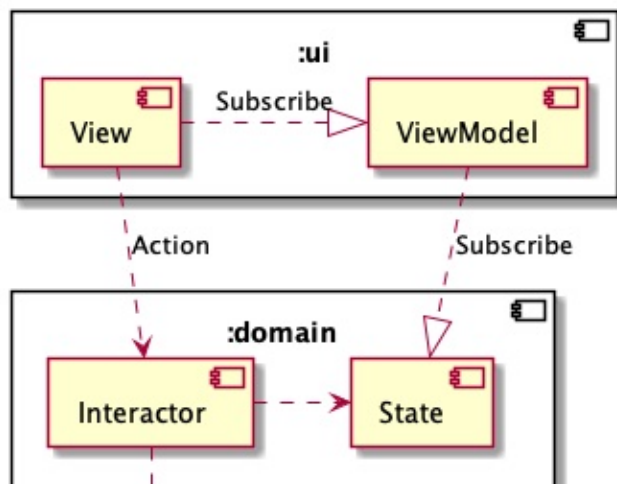 :ui
Subscribe
View
ViewModel
Action
Subscribe
:domain
Interactor
State